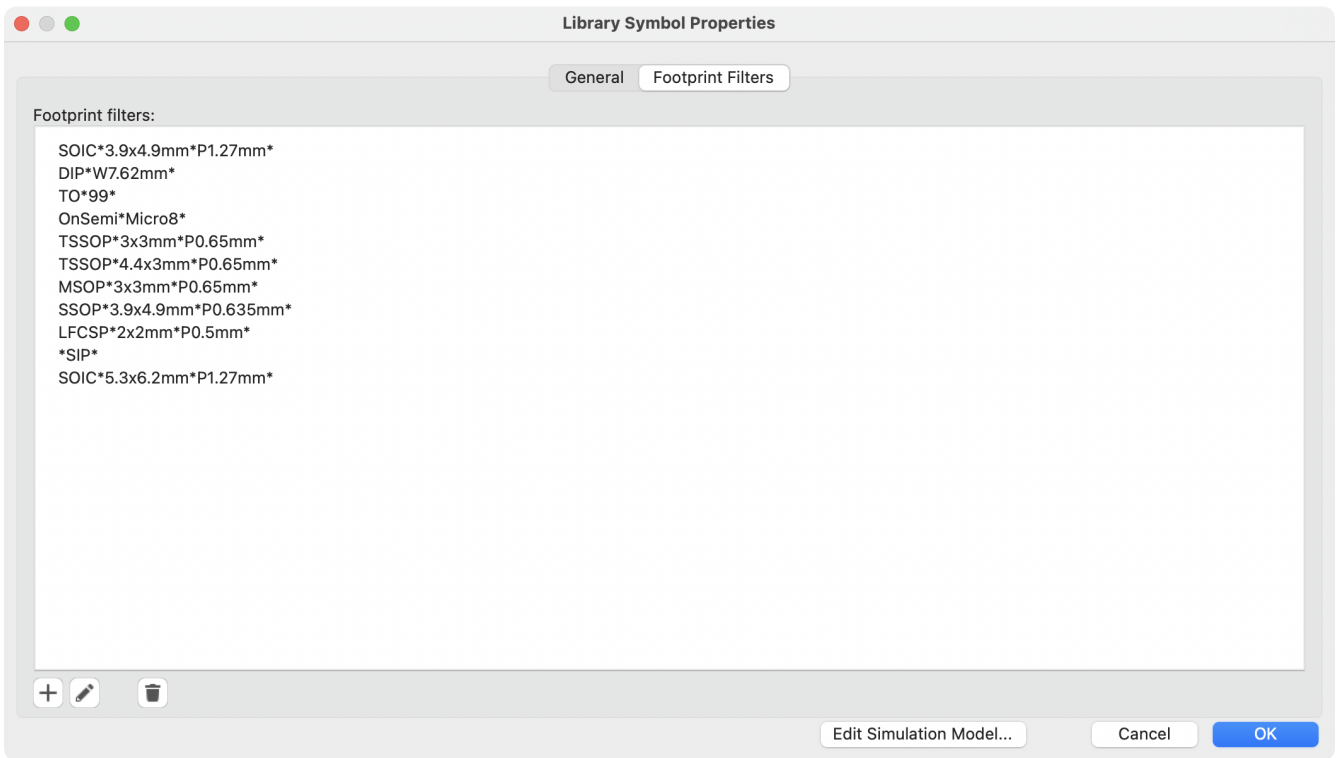 Library Symbol Properties
General
Footprint Filters
Footprint filters:
SOIC*3.9x4.9mm*P1.27mm*
DIP*W7.62mm*
TO*99*
OnSemi*Micro8*
TSSOP*3x3mm*P0.65mm*
TSSOP*4.4x3mm*P0.65mm*
MSOP*3x3mm*P0.65mm*
SSOP*3.9x4.9mm*P0.635mm*
LFCSP*2x2mm*P0.5mm*
*SIP*
SOIC*5.3x6.2mm*P1.27mm*
Edit Simulation Model...
Cancel
OK